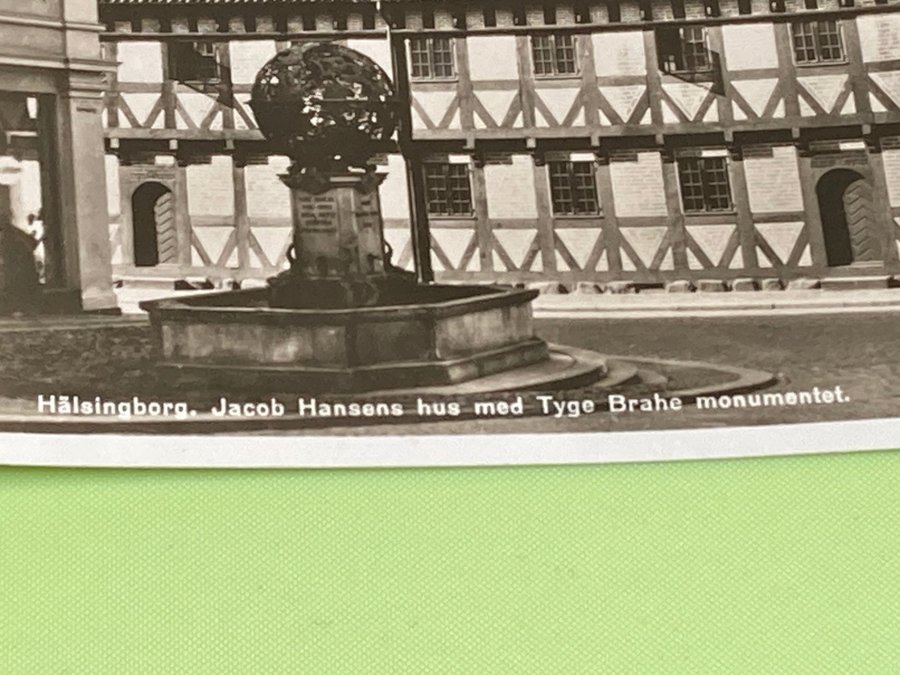 Hälsingborg. Jacob Hansens hus med Tyge Brahe monumentet.